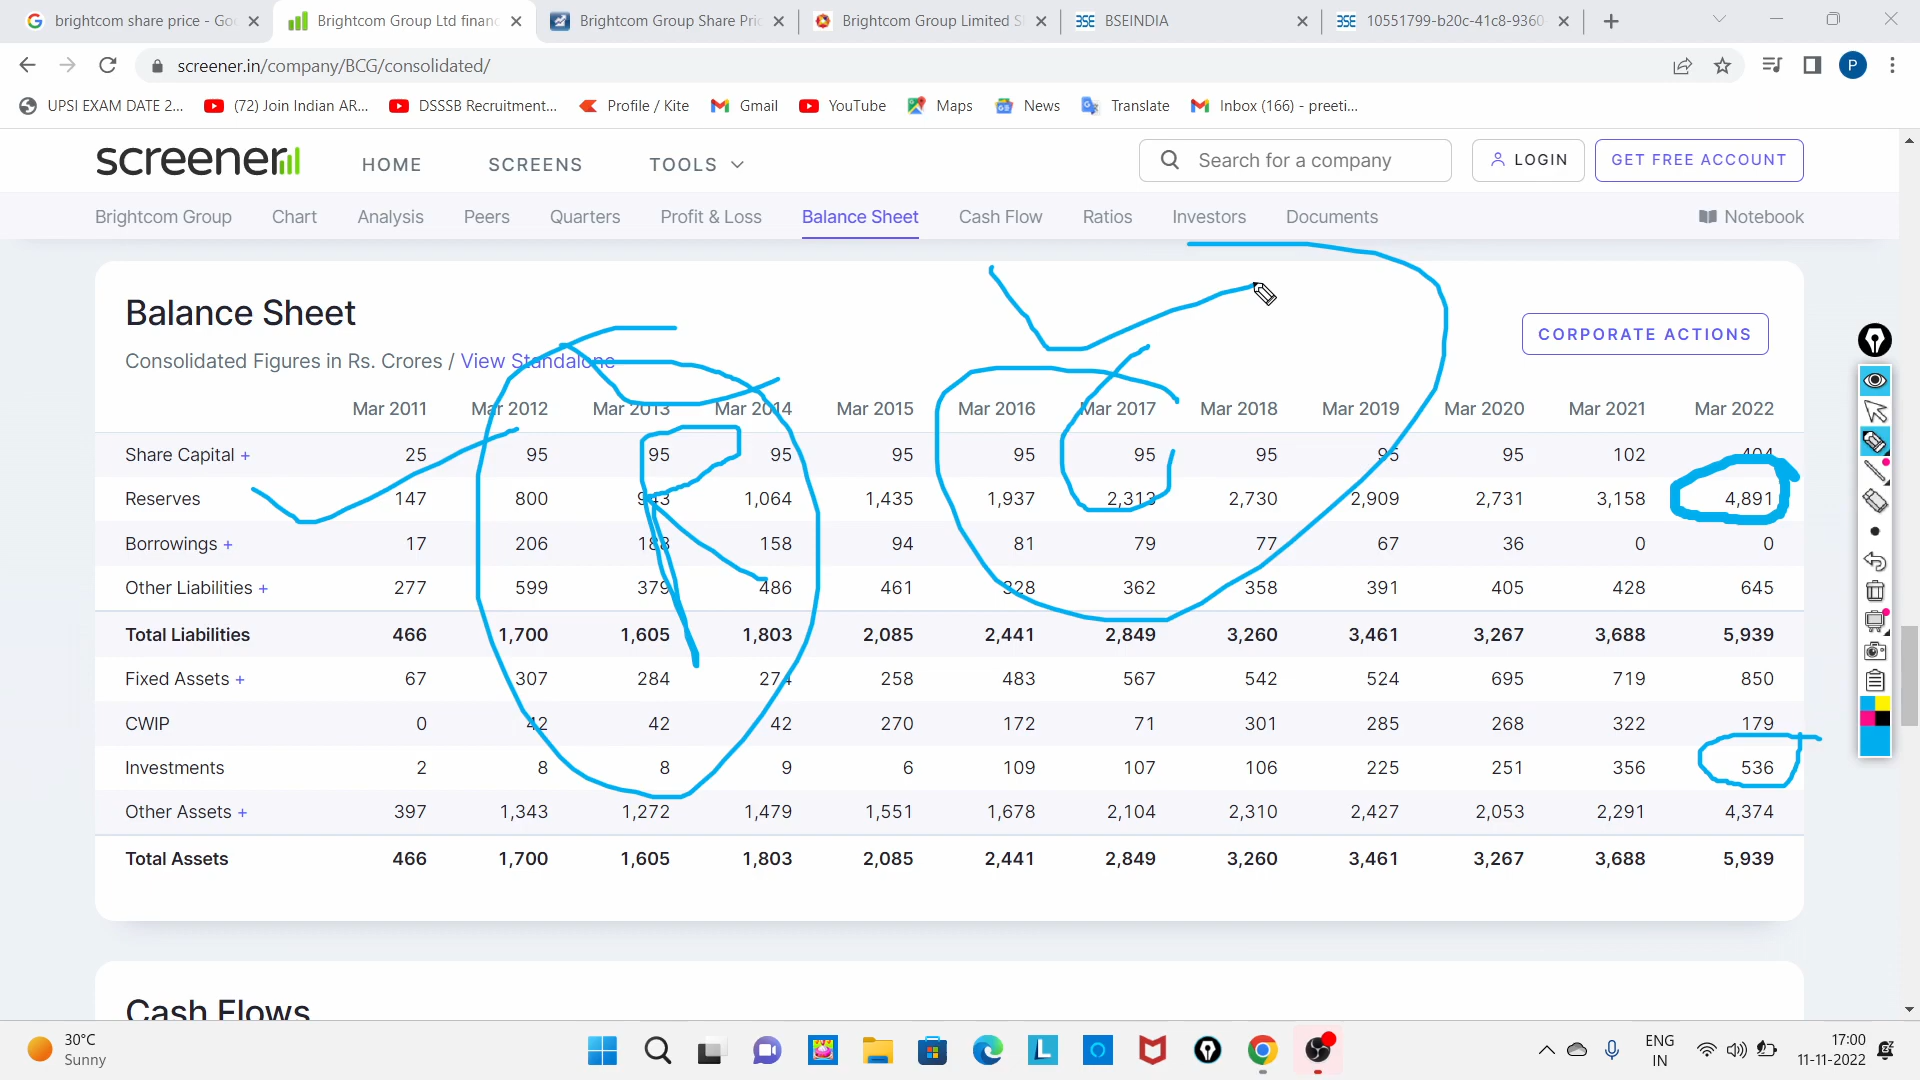 brightcom share price - Go
Brightcom Group Ltd financ
Brightcom Group Share Pric
Brightcom Group Limited S
BSE BSEINDIA
BSE 10551799-b20c-41c8-9360-
screener.in/company/BCG/consolidated/
P
UPSI EXAM DATE 2...
(72) Join Indian AR...
DSSSB Recruitment...
Profile / Kite
Gmail
YouTube
Maps
News
Translate
Inbox (166) - preeti...
screener
HOME
SCREENS
TOOLS
Search for a company
LOGIN
GET FREE ACCOUNT
Brightcom Group Chart Analysis Peers Quarters Profit & Loss Balance Sheet Cash Flow Ratios Investors Documents Notebook
Balance Sheet
Consolidated Figures in Rs. Crores / View Standalone
CORPORATE ACTIONS
Mar 2011 Mar 2012 Mar 2013 Mar 2014 Mar 2015 Mar 2016 Mar 2017 Mar 2018 Mar 2019 Mar 2020 Mar 2021 Mar 2022
Share Capital + 25 95 95 95 95 95 95 95 95 95 102 404
Reserves 147 800 943 1,064 1,435 1,937 2,313 2,730 2,909 2,731 3,158 4,891
Borrowings + 17 206 188 158 94 81 79 77 67 36 0 0
Other Liabilities + 277 599 379 486 461 328 362 358 391 405 428 645
Total Liabilities 466 1,700 1,605 1,803 2,085 2,441 2,849 3,260 3,461 3,267 3,688 5,939
Fixed Assets + 67 307 284 274 258 483 567 542 524 695 719 850
CWIP 0 42 42 42 270 172 71 301 285 268 322 179
Investments 2 8 8 9 6 109 107 106 225 251 356 536
Other Assets + 397 1,343 1,272 1,479 1,551 1,678 2,104 2,310 2,427 2,053 2,291 4,374
Total Assets 466 1,700 1,605 1,803 2,085 2,441 2,849 3,260 3,461 3,267 3,688 5,939
Cash Flows
30°C
Sunny
L
ENG
IN
17:00
11-11-2022